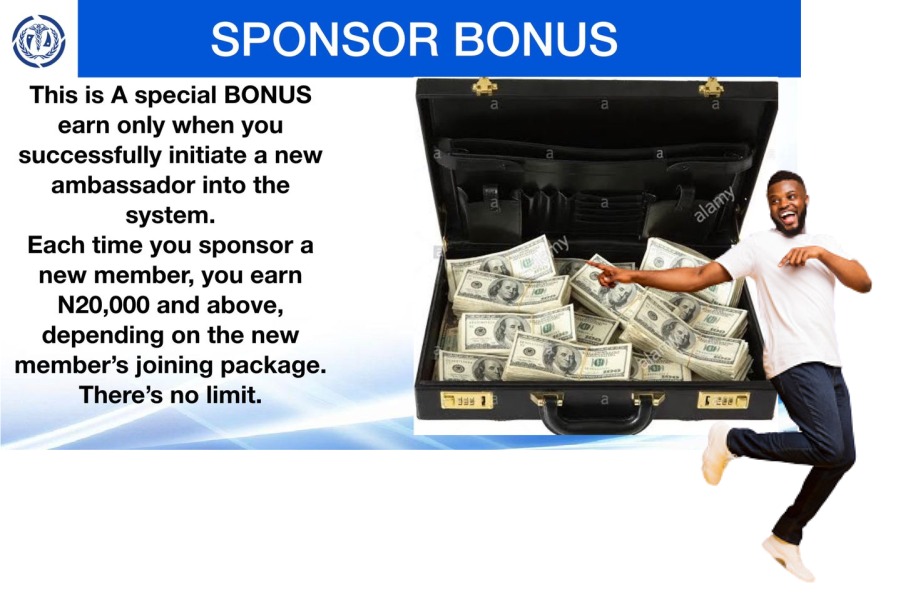 SPONSOR BONUS
This is A special BONUS
earn only when you
successfully initiate a new
ambassador into the
system.
Each time you sponsor a
new member, you earn
N20,000 and above,
depending on the new
member’s joining package.
There’s no limit.
a a a
a a a
a a alamy
alamy
a